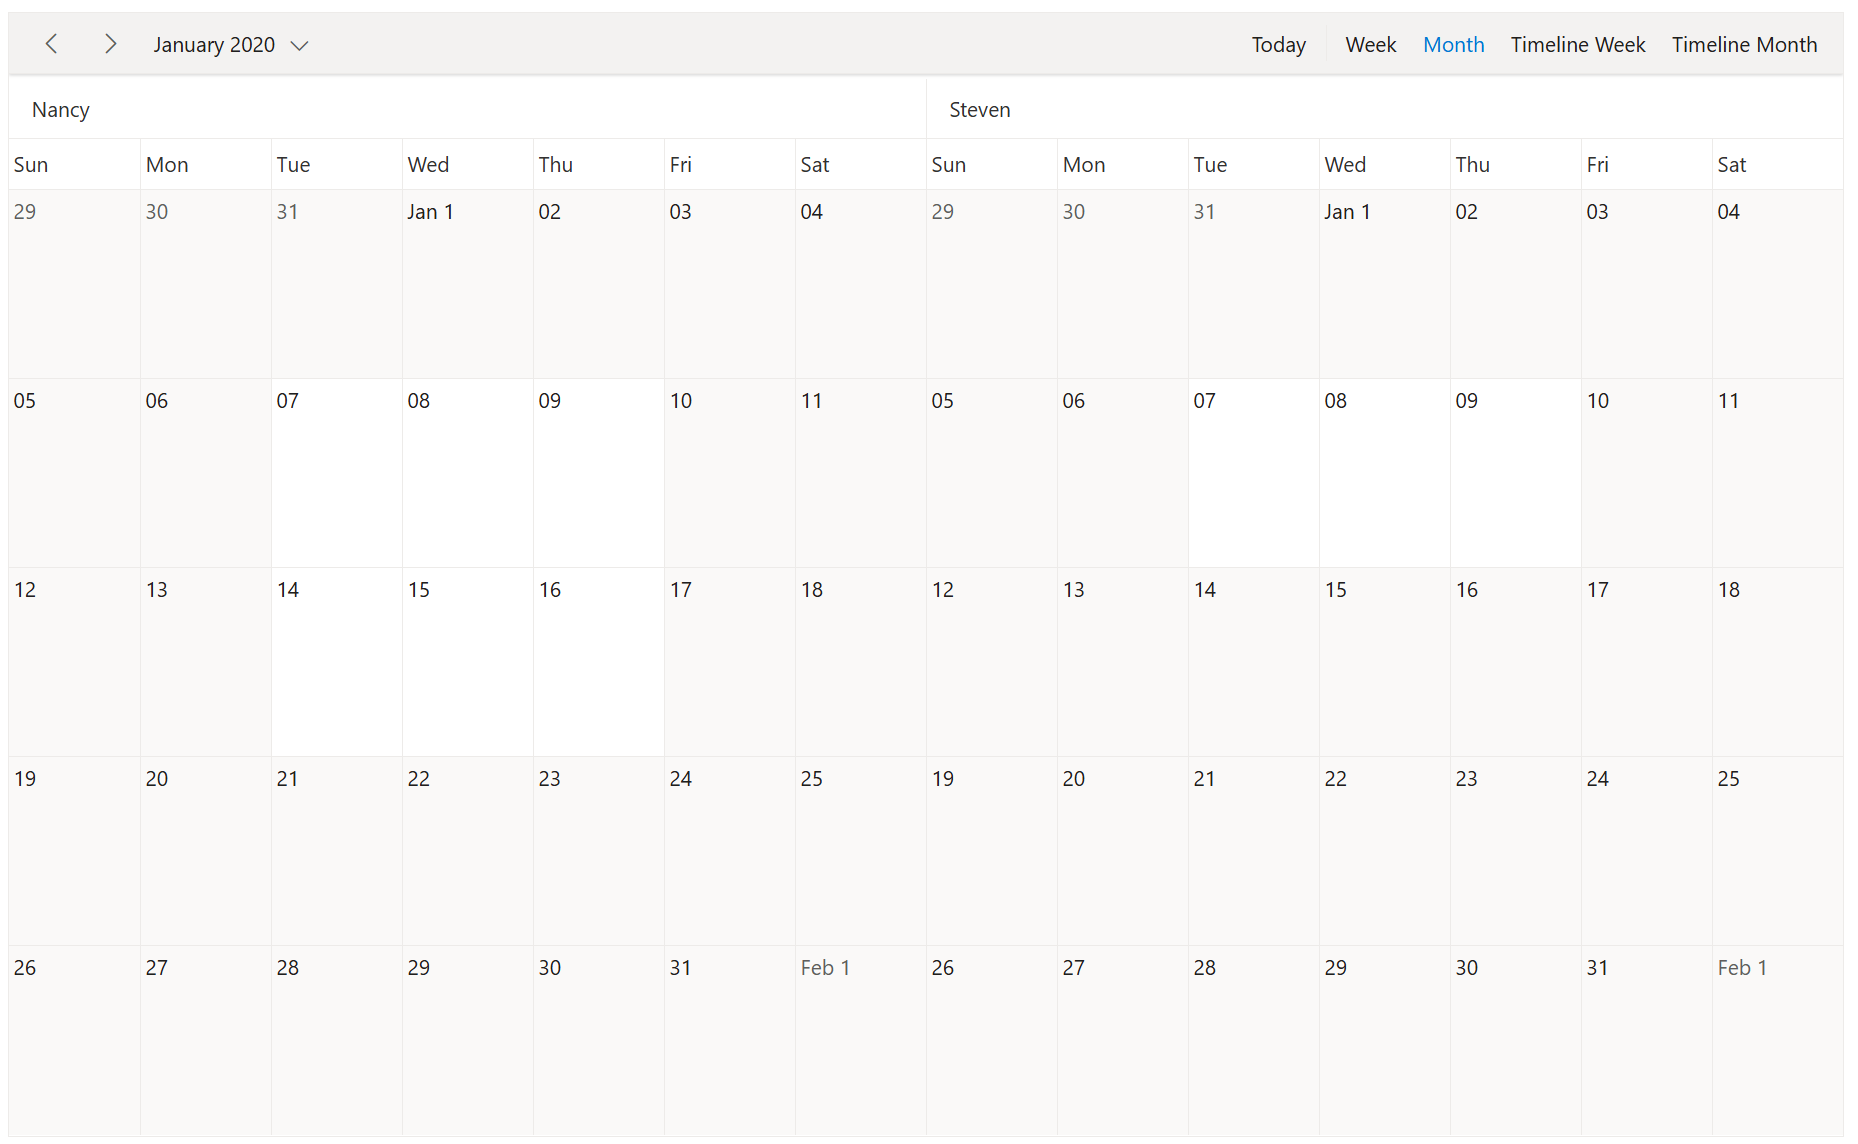 January 2020 Today Week Month Timeline Week Timeline Month
Nancy Steven
Sun Mon Tue Wed Thu Fri Sat Sun Mon Tue Wed Thu Fri Sat
29 30 31 Jan 1 02 03 04 29 30 31 Jan 1 02 03 04
05 06 07 08 09 10 11 05 06 07 08 09 10 11
12 13 14 15 16 17 18 12 13 14 15 16 17 18
19 20 21 22 23 24 25 19 20 21 22 23 24 25
26 27 28 29 30 31 Feb 1 26 27 28 29 30 31 Feb 1